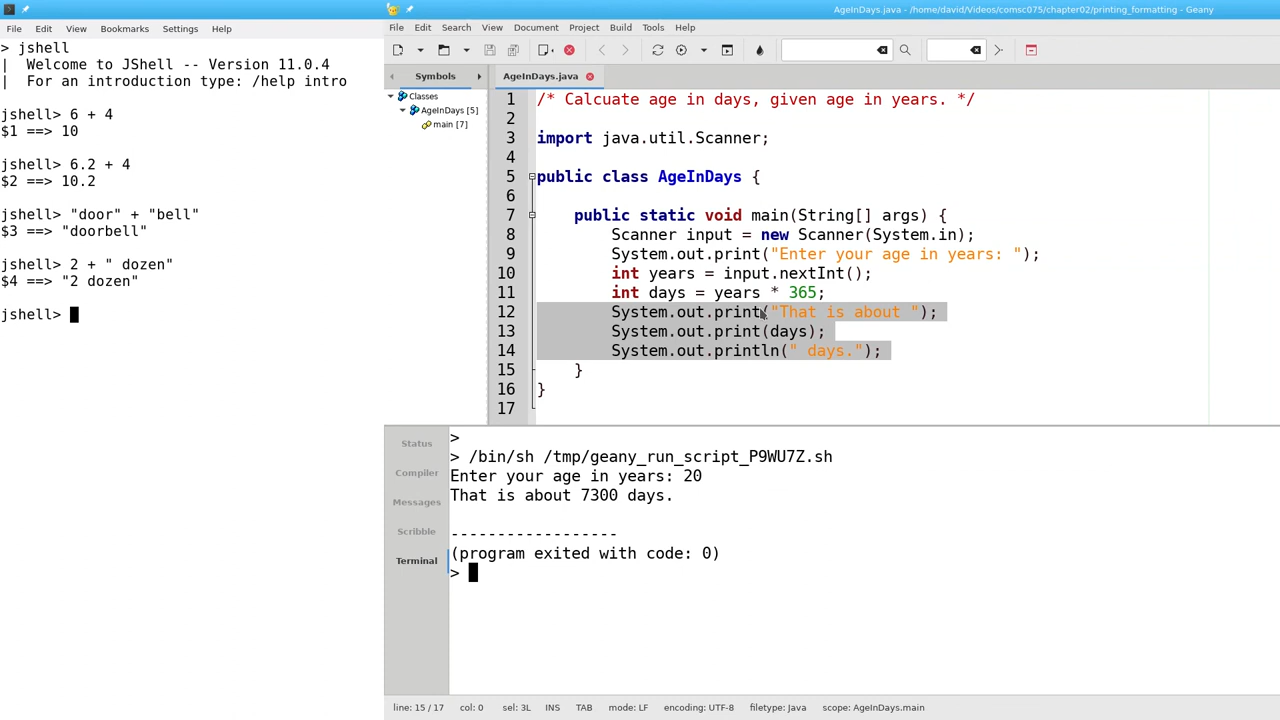 File Edit View Bookmarks Settings Help
> jshell
| Welcome to JShell -- Version 11.0.4
| For an introduction type: /help intro
jshell> 6 + 4
$1 ==> 10
jshell> 6.2 + 4
$2 ==> 10.2
jshell> "door" + "bell"
$3 ==> "doorbell"
jshell> 2 + " dozen"
$4 ==> "2 dozen"
jshell>
AgeInDays.java - /home/david/Videos/comsc075/chapter02/printing_formatting - Geany
File Edit Search View Document Project Build Tools Help
Symbols
AgeInDays.java
Classes
AgeInDays [5]
main [7]
1 /* Calcuate age in days, given age in years. */
2
3 import java.util.Scanner;
4
5 public class AgeInDays {
6
7 public static void main(String[] args) {
8 Scanner input = new Scanner(System.in);
9 System.out.print("Enter your age in years: ");
10 int years = input.nextInt();
11 int days = years * 365;
12 System.out.print("That is about ");
13 System.out.print(days);
14 System.out.println(" days.");
15 }
16 }
17
Status
Compiler
Messages
Scribble
Terminal
>
> /bin/sh /tmp/geany_run_script_P9WU7Z.sh
Enter your age in years: 20
That is about 7300 days.
------------------
(program exited with code: 0)
>
line: 15 / 17 col: 0 sel: 3L INS TAB mode: LF encoding: UTF-8 filetype: Java scope: AgeInDays.main